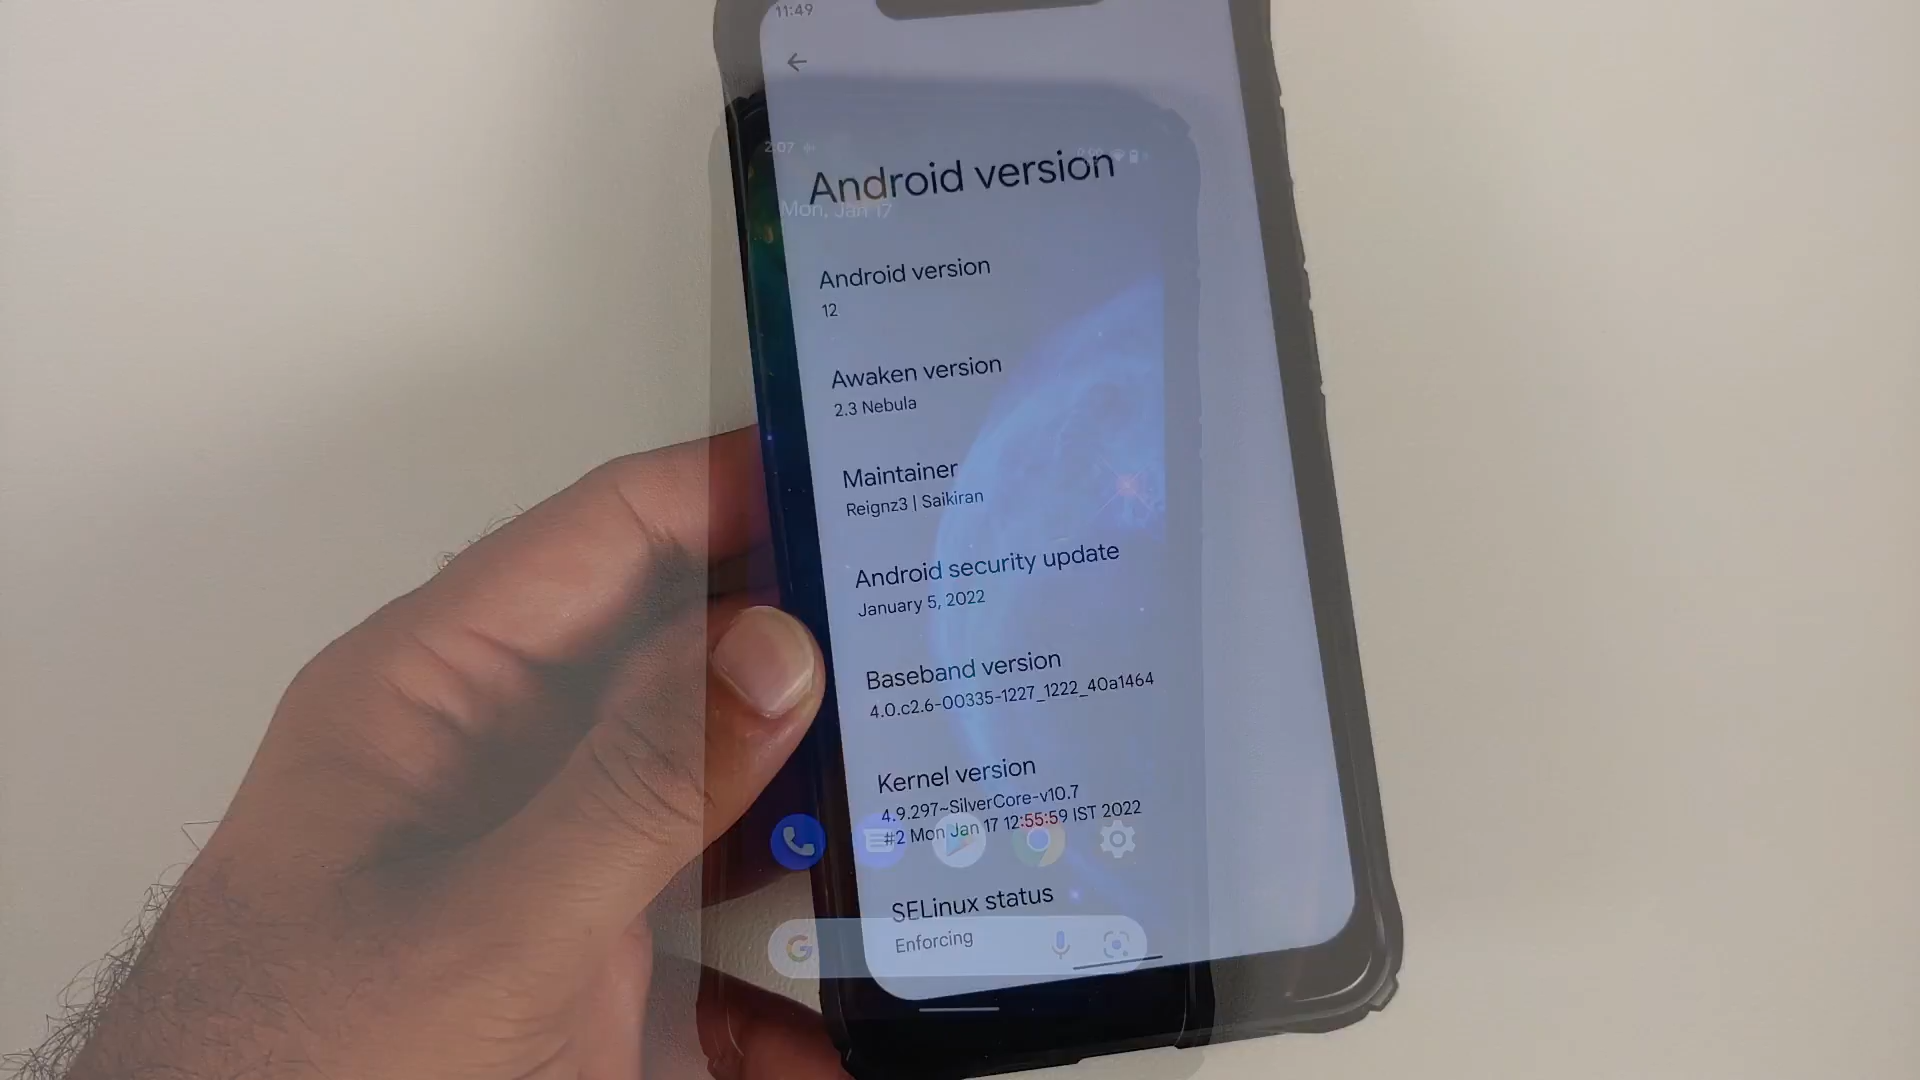 11:49
2:07
Android version
Mon, Jan 17
Android version
12
Awaken version
2.3 Nebula
Maintainer
Reignz3 | Saikiran
Android security update
January 5, 2022
Baseband version
4.0.c2.6-00335-1227_1222_40a1464
Kernel version
4.9.297~SilverCore-v10.7
#2 Mon Jan 17 12:55:59 IST 2022
SELinux status
Enforcing